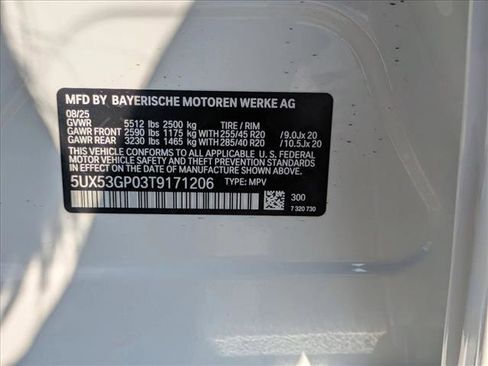 MFD BY BAYERISCHE MOTOREN WERKE AG
08/25
GVWR 5512 lbs 2500 kg TIRE / RIM
GAWR FRONT 2590 lbs 1175 kg WITH 255/45 R20 /9.0Jx 20
GAWR REAR 3230 lbs 1465 kg WITH 285/40 R20 /10.5Jx 20
THIS VEHICLE CONFORMS TO ALL APPLICABLE U.S.
FEDERAL MOTOR VEHICLE SAFETY STANDARDS
IN EFFECT ON THE DATE OF MANUFACTURE SHOWN ABOVE.
5UX53GP03T9171206 TYPE: MPV
300
7 320 730